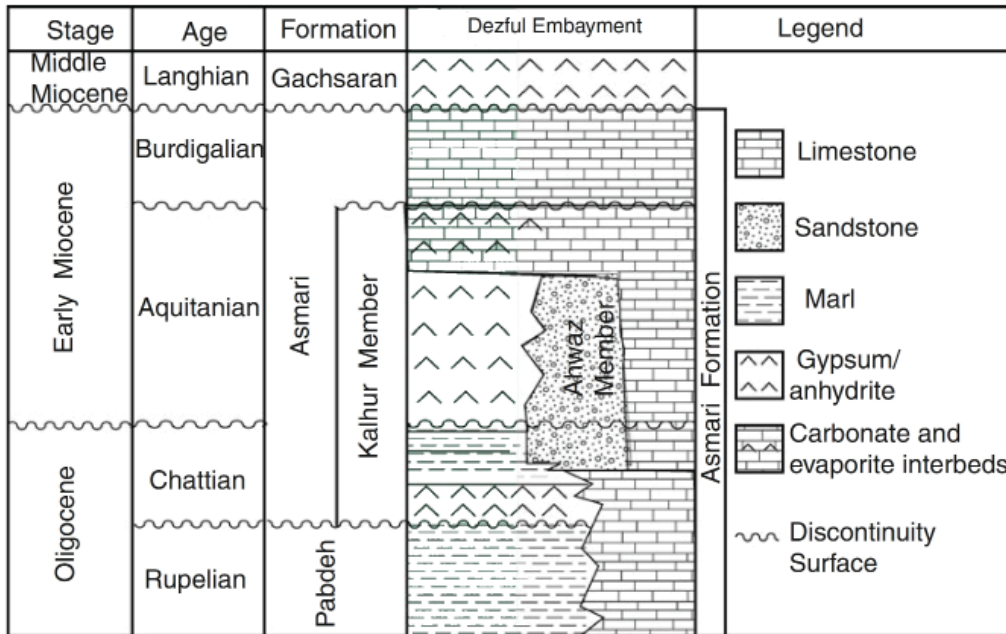 Stage Age Formation Dezful Embayment Legend
Middle
Miocene
Langhian
Gachsaran
Early Miocene
Burdigalian
Aquitanian
Oligocene
Chattian
Rupelian
Asmari
Kalhur Member
Pabdeh
Ahwaz
Member
Asmari Formation
Limestone
Sandstone
Marl
Gypsum/
anhydrite
Carbonate and
evaporite interbeds
Discontinuity
Surface